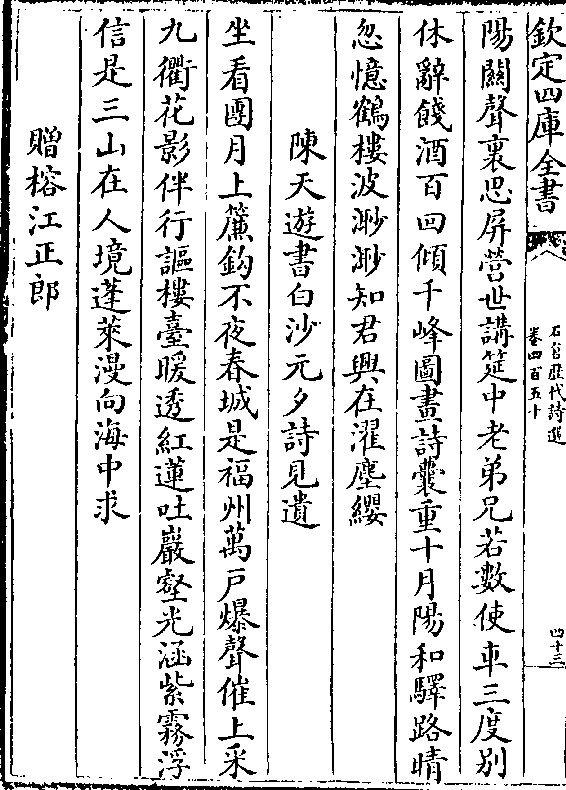 欽定四庫全書
石倉歷代詩選
卷四百五十
四十三
陽關聲裏思屏營世講筵中老弟兄若數使車三度别
休辭餞酒百回傾千峰圖畫詩囊重十月陽和驛路晴
忽憶鶴樓波渺渺知君興在濯塵纓
陳天遊書白沙元夕詩見遺
坐看團月上簾鈎不夜春城是福州萬戶爆聲催上采
九衢花影伴行謳樓臺暖透紅蓮吐巖壑光涵紫霧浮
信是三山在人境蓬萊漫向海中求
贈榕江正郎